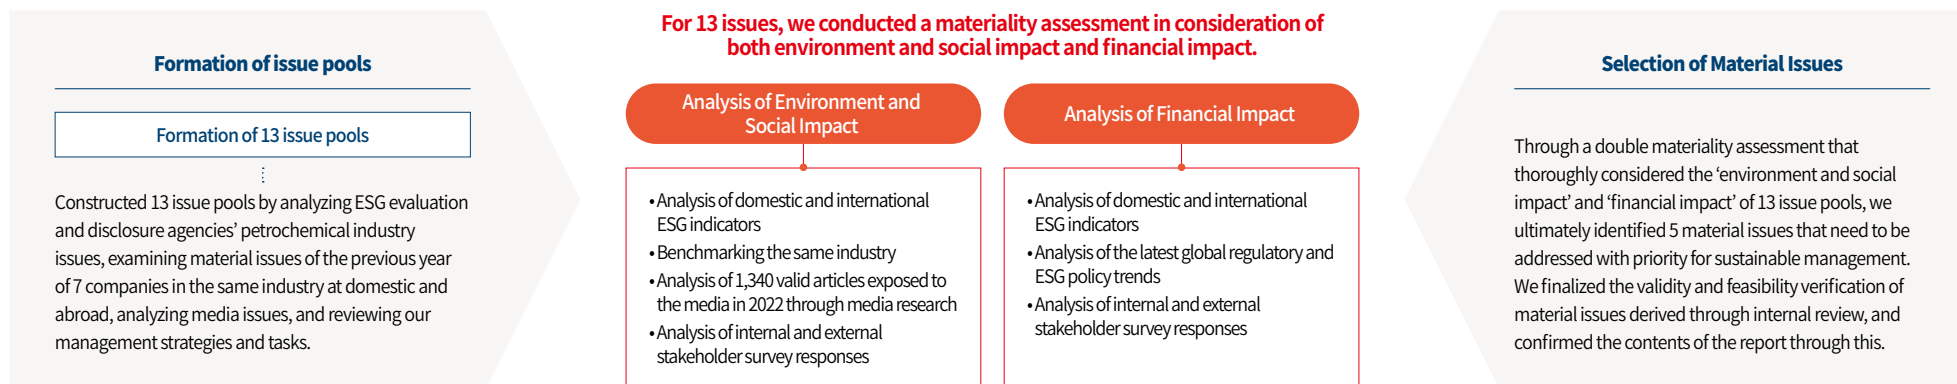 Formation of issue pools
Formation of 13 issue pools
Constructed 13 issue pools by analyzing ESG evaluation
and disclosure agencies’ petrochemical industry
issues, examining material issues of the previous year
of 7 companies in the same industry at domestic and
abroad, analyzing media issues, and reviewing our
management strategies and tasks.
For 13 issues, we conducted a materiality assessment in consideration of
both environment and social impact and financial impact.
Analysis of Environment and
Social Impact
• Analysis of domestic and international
ESG indicators
• Benchmarking the same industry
• Analysis of 1,340 valid articles exposed to
the media in 2022 through media research
• Analysis of internal and external
stakeholder survey responses
Analysis of Financial Impact
• Analysis of domestic and international
ESG indicators
• Analysis of the latest global regulatory and
ESG policy trends
• Analysis of internal and external
stakeholder survey responses
Selection of Material Issues
Through a double materiality assessment that
thoroughly considered the ‘environment and social
impact’ and ‘financial impact’ of 13 issue pools, we
ultimately identified 5 material issues that need to be
addressed with priority for sustainable management.
We finalized the validity and feasibility verification of
material issues derived through internal review, and
confirmed the contents of the report through this.